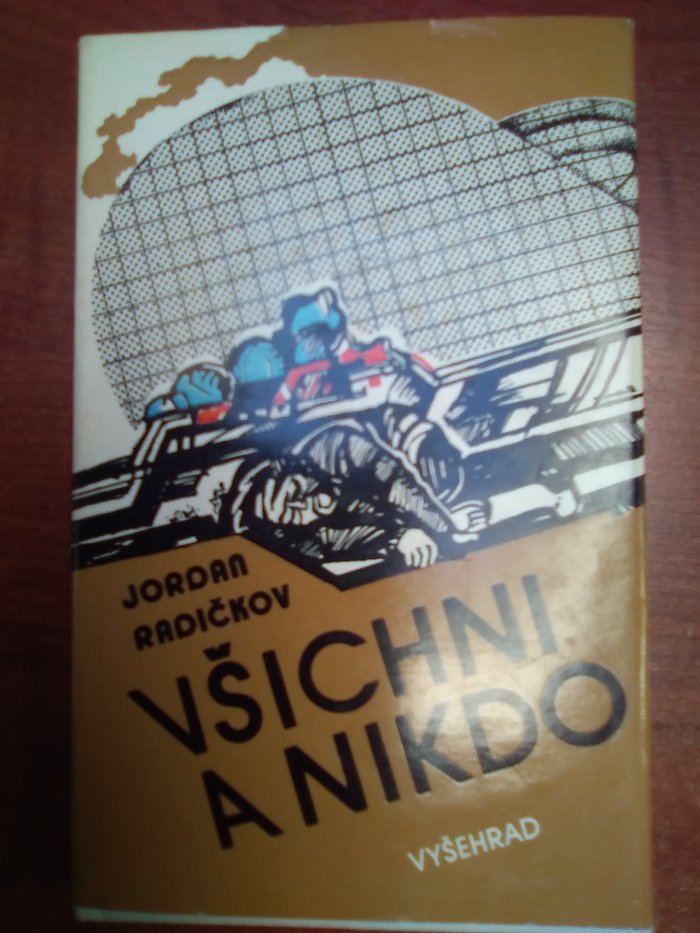 JORDAN
RADIČKOV
VŠICHNI
A NIKDO
VYŠEHRAD